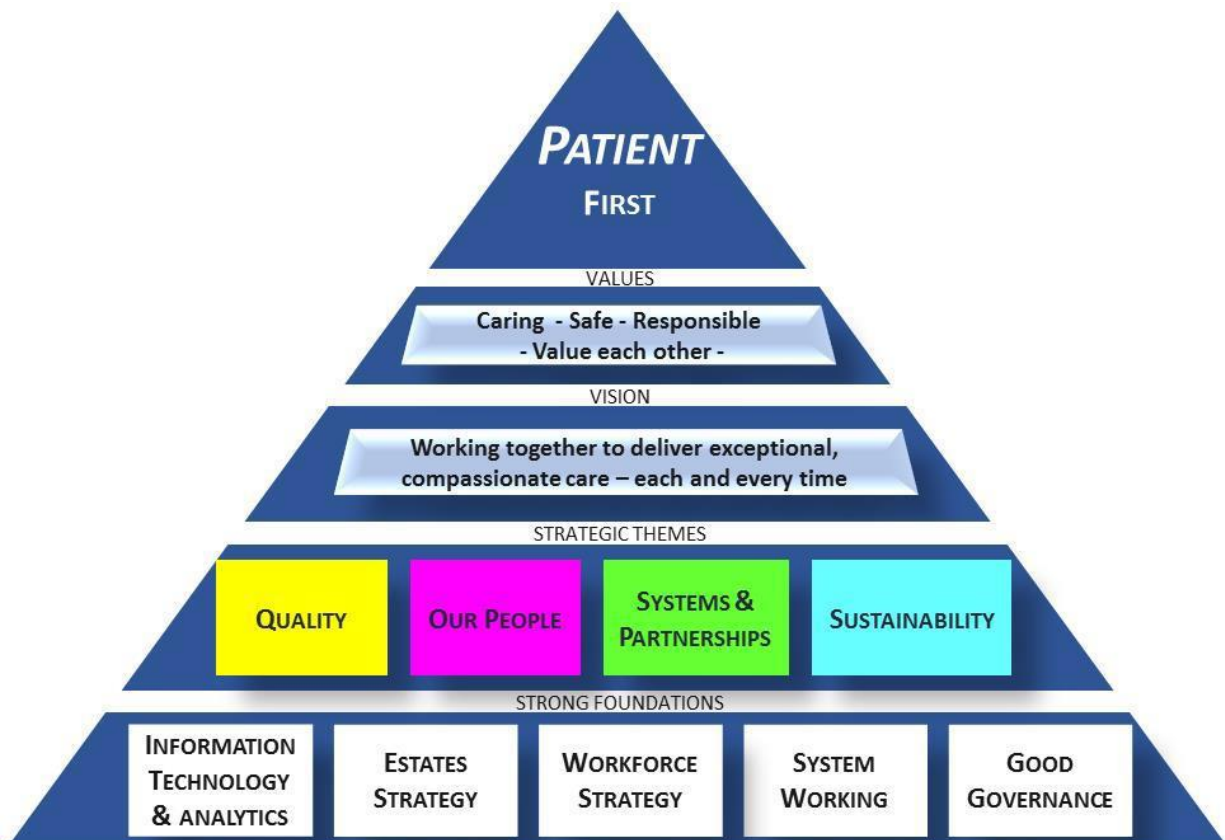 PATIENT
FIRST
VALUES
Caring - Safe - Responsible
- Value each other -
VISION
Working together to deliver exceptional,
compassionate care – each and every time
STRATEGIC THEMES
QUALITY
OUR PEOPLE
SYSTEMS &
PARTNERSHIPS
SUSTAINABILITY
STRONG FOUNDATIONS
INFORMATION
TECHNOLOGY
& ANALYTICS
ESTATES
STRATEGY
WORKFORCE
STRATEGY
SYSTEM
WORKING
GOOD
GOVERNANCE